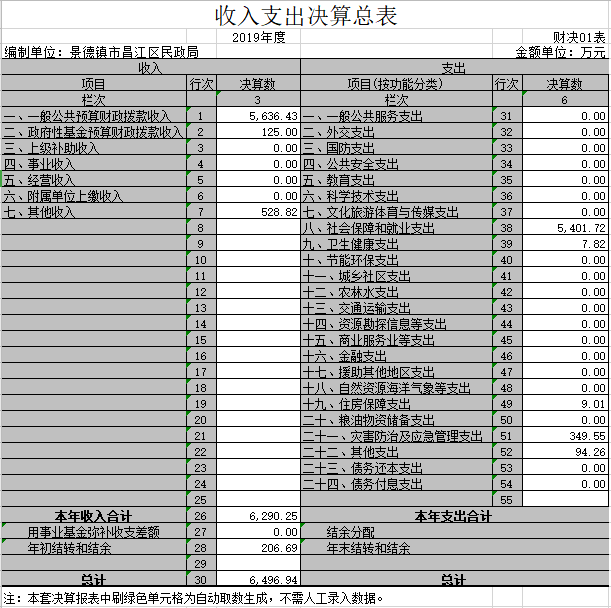 收入支出决算总表
2019年度 财决01表
编制单位：景德镇市昌江区民政局 金额单位：万元
收入 支出
项目 行次 决算数 项目(按功能分类) 行次 决算数
栏次 3 栏次 6
一、一般公共预算财政拨款收入 1 5,636.43 一、一般公共服务支出 31 0.00
二、政府性基金预算财政拨款收入 2 125.00 二、外交支出 32 0.00
三、上级补助收入 3 0.00 三、国防支出 33 0.00
四、事业收入 4 0.00 四、公共安全支出 34 0.00
五、经营收入 5 0.00 五、教育支出 35 0.00
六、附属单位上缴收入 6 0.00 六、科学技术支出 36 0.00
七、其他收入 7 528.82 七、文化旅游体育与传媒支出 37 0.00
8 八、社会保障和就业支出 38 5,401.72
9 九、卫生健康支出 39 7.82
10 十、节能环保支出 40 0.00
11 十一、城乡社区支出 41 0.00
12 十二、农林水支出 42 0.00
13 十三、交通运输支出 43 0.00
14 十四、资源勘探信息等支出 44 0.00
15 十五、商业服务业等支出 45 0.00
16 十六、金融支出 46 0.00
17 十七、援助其他地区支出 47 0.00
18 十八、自然资源海洋气象等支出 48 0.00
19 十九、住房保障支出 49 9.01
20 二十、粮油物资储备支出 50 0.00
21 二十一、灾害防治及应急管理支出 51 349.55
22 二十二、其他支出 52 94.26
23 二十三、债务还本支出 53 0.00
24 二十四、债务付息支出 54 0.00
25 55
本年收入合计 26 6,290.25 本年支出合计
用事业基金弥补收支差额 27 0.00 结余分配
年初结转和结余 28 206.69 年末结转和结余
29
总计 30 6,496.94 总计
注：本套决算报表中刷绿色单元格为自动取数生成，不需人工录入数据。